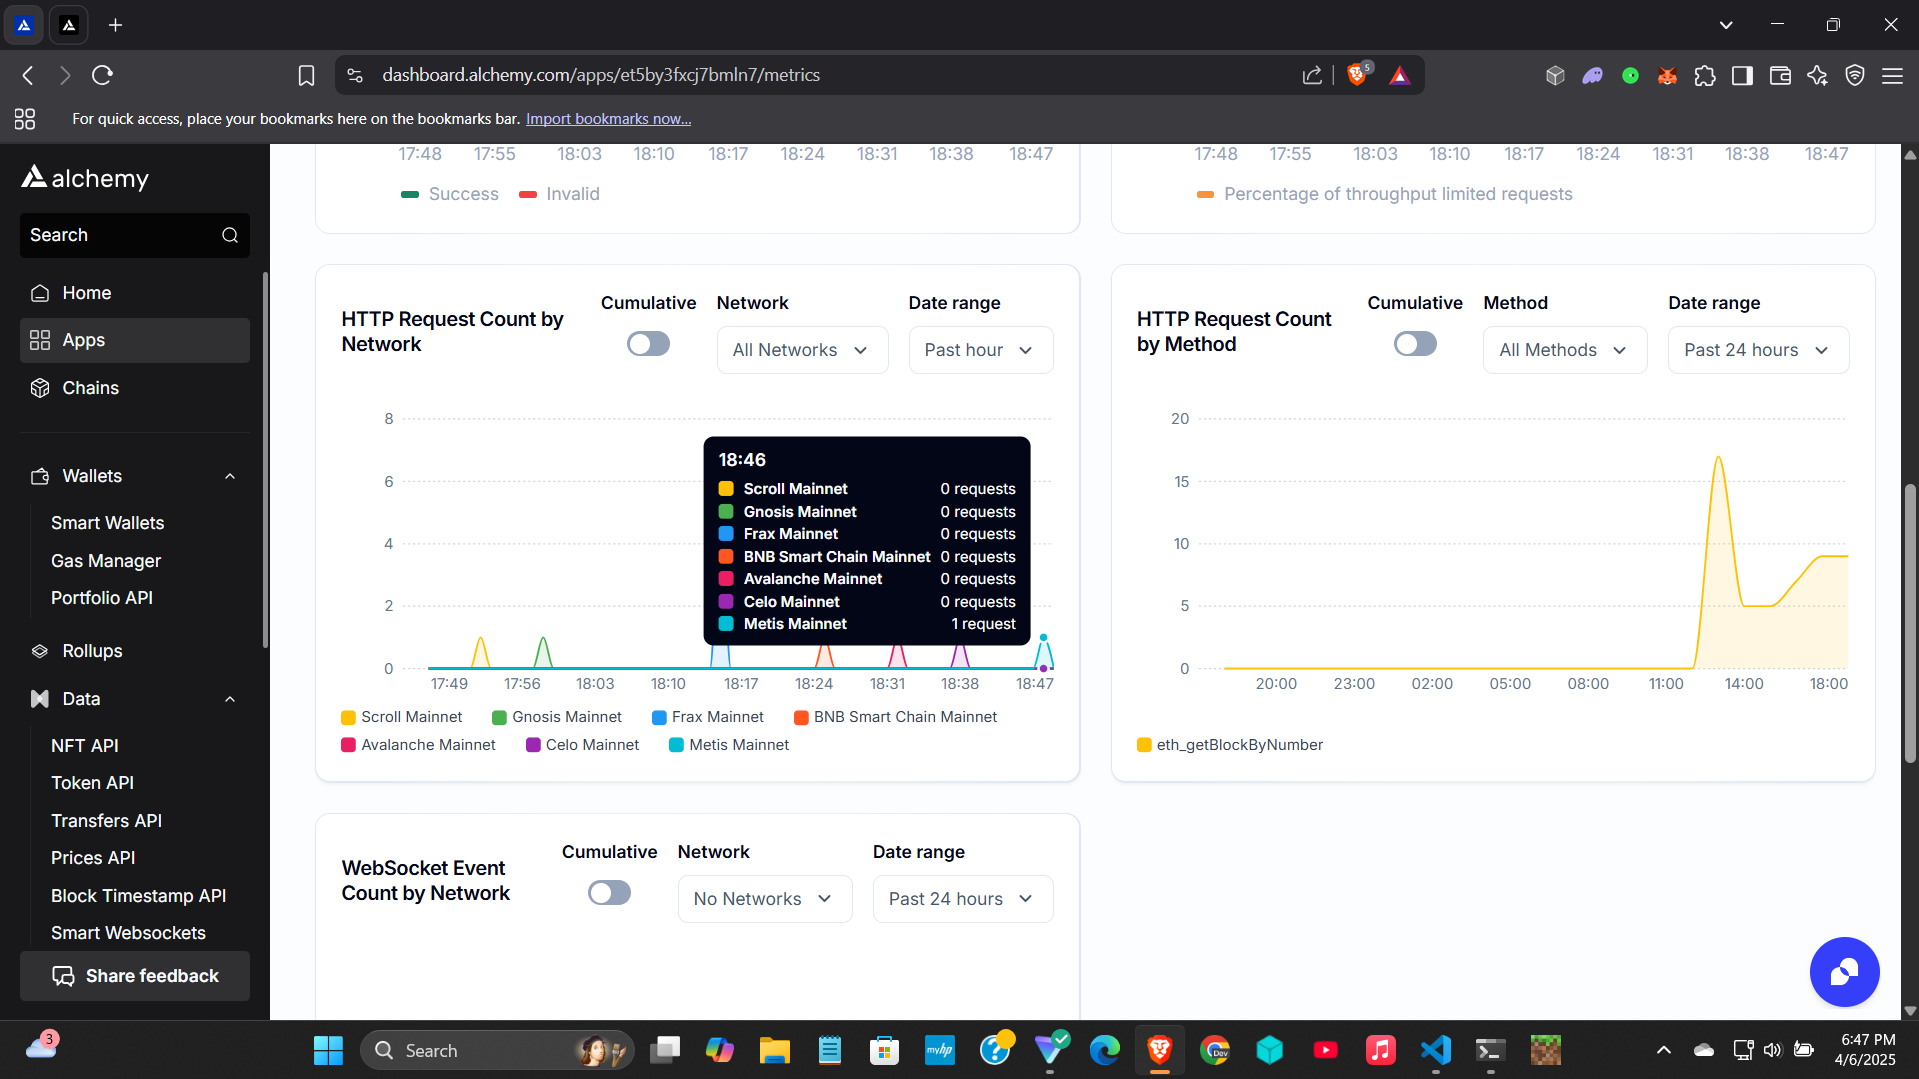 dashboard.alchemy.com/apps/et5by3fxcj7bmln7/metrics
5
For quick access, place your bookmarks here on the bookmarks bar. Import bookmarks now...
alchemy
Search
Home
Apps
Chains
Wallets
Smart Wallets
Gas Manager
Portfolio API
Rollups
Data
NFT API
Token API
Transfers API
Prices API
Block Timestamp API
Smart Websockets
Share feedback
17:48 17:55 18:03 18:10 18:17 18:24 18:31 18:38 18:47
Success Invalid
17:48 17:55 18:03 18:10 18:17 18:24 18:31 18:38 18:47
Percentage of throughput limited requests
HTTP Request Count by
Network
Cumulative Network Date range
All Networks Past hour
8
6
4
2
0
18:46
Scroll Mainnet 0 requests
Gnosis Mainnet 0 requests
Frax Mainnet 0 requests
BNB Smart Chain Mainnet 0 requests
Avalanche Mainnet 0 requests
Celo Mainnet 0 requests
Metis Mainnet 1 request
17:49 17:56 18:03 18:10 18:17 18:24 18:31 18:38 18:47
Scroll Mainnet Gnosis Mainnet Frax Mainnet BNB Smart Chain Mainnet
Avalanche Mainnet Celo Mainnet Metis Mainnet
HTTP Request Count
by Method
Cumulative Method Date range
All Methods Past 24 hours
20
15
10
5
0
20:00 23:00 02:00 05:00 08:00 11:00 14:00 18:00
eth_getBlockByNumber
WebSocket Event
Count by Network
Cumulative Network Date range
No Networks Past 24 hours
3
Search
myhp
Dev
6:47 PM
4/6/2025